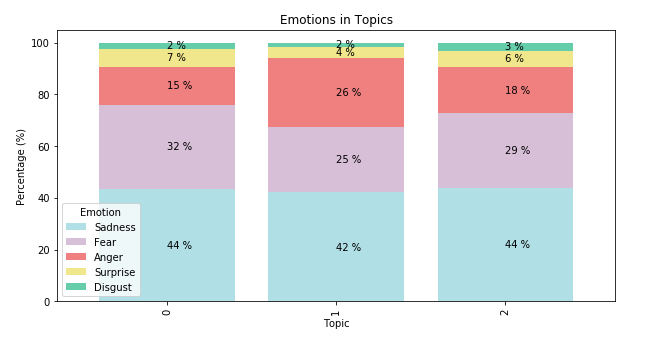 Emotions in Topics
Percentage (%)
100
80
60
40
20
0
2 %
7 %
15 %
32 %
44 %
2 %
4 %
26 %
25 %
42 %
3 %
6 %
18 %
29 %
44 %
Emotion
Sadness
Fear
Anger
Surprise
Disgust
0
1
2
Topic